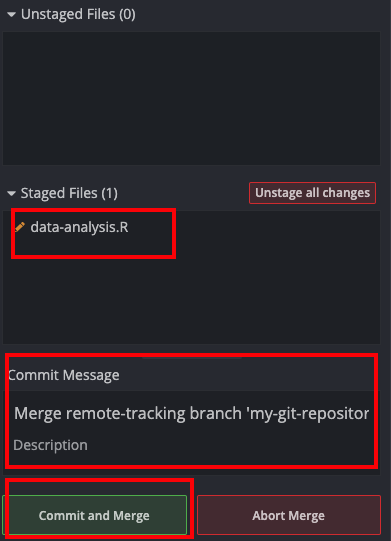 Unstaged Files (0)
Staged Files (1)
Unstage all changes
data-analysis.R
Commit Message
Merge remote-tracking branch 'my-git-repositor
Description
Commit and Merge
Abort Merge